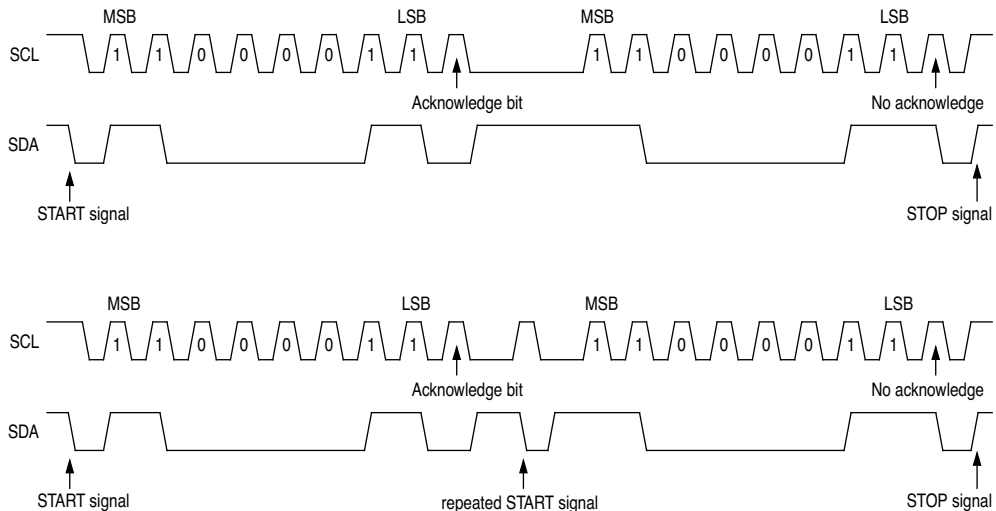 MSB LSB MSB LSB
SCL 1 1 0 0 0 0 1 1 1 1 0 0 0 0 1 1
Acknowledge bit No acknowledge
SDA
START signal STOP signal
MSB LSB MSB LSB
SCL 1 1 0 0 0 0 1 1 1 1 0 0 0 0 1 1
Acknowledge bit No acknowledge
SDA
START signal repeated START signal STOP signal